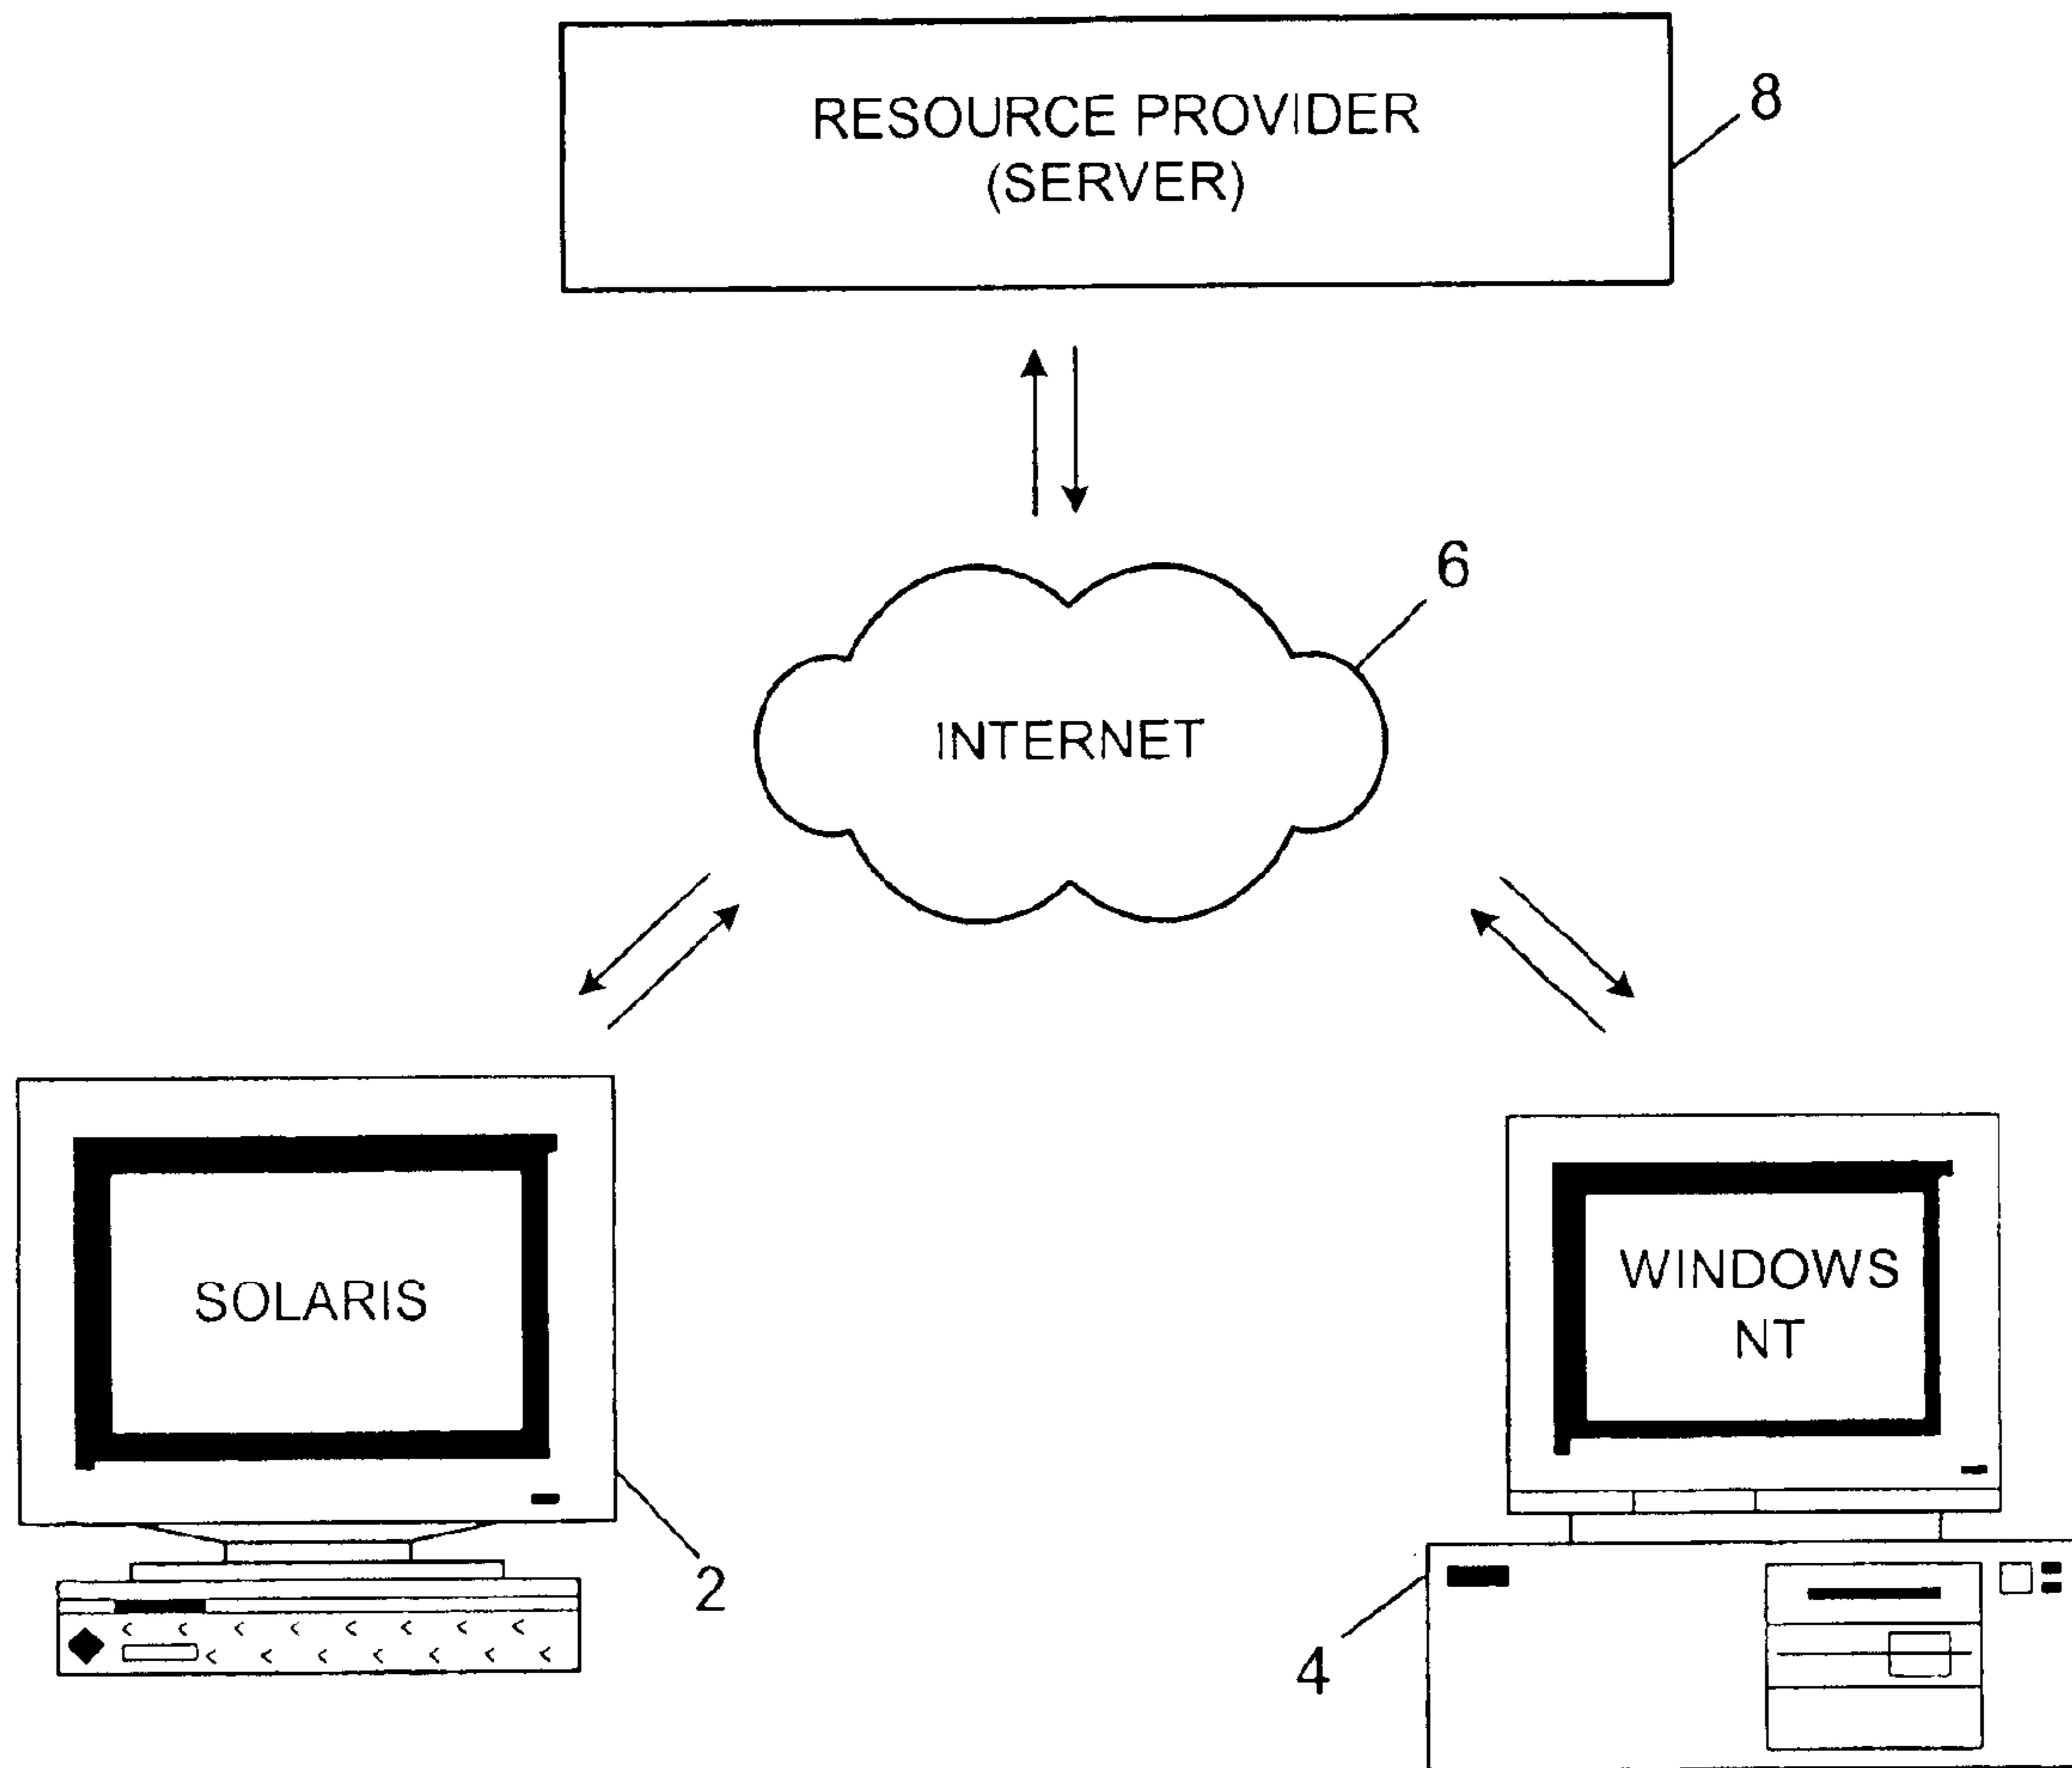 RESOURCE PROVIDER
(SERVER)
8
6
INTERNET
SOLARIS
WINDOWS
NT
2
4